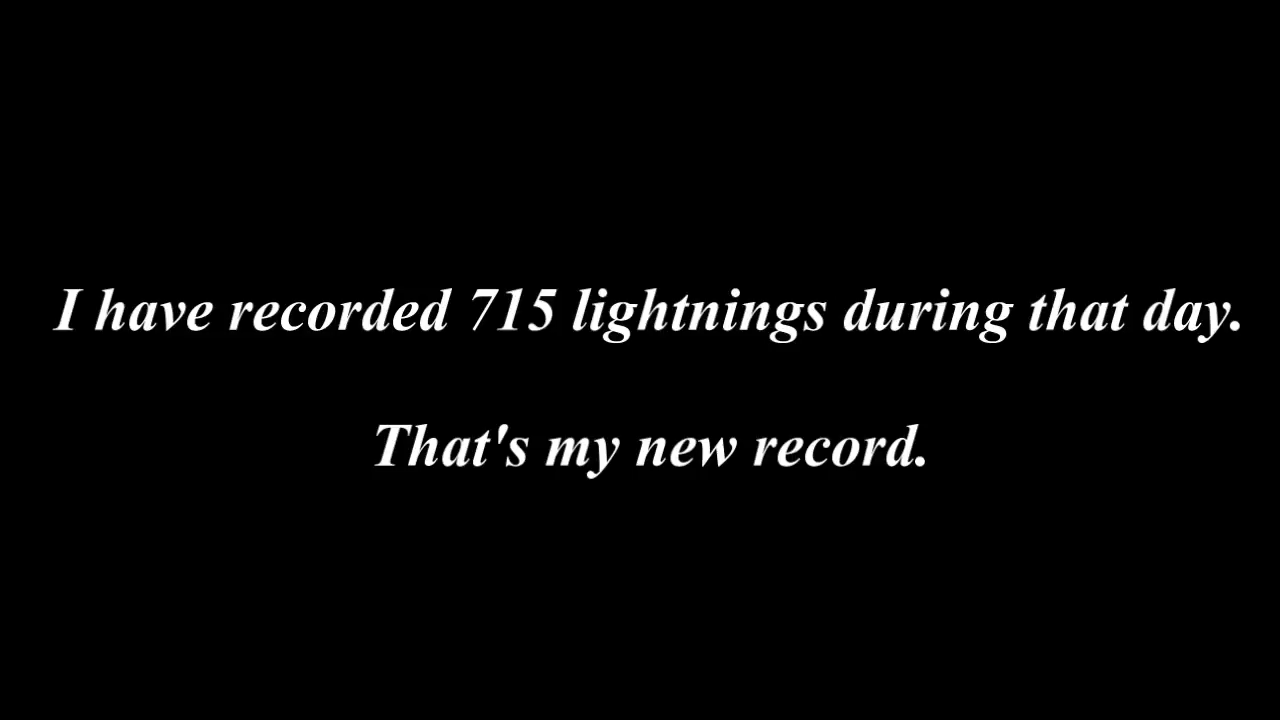 I have recorded 715 lightnings during that day.
That's my new record.